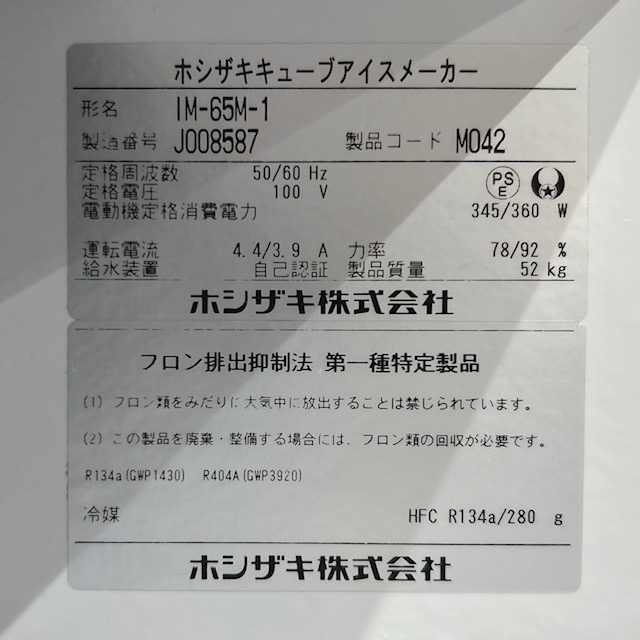 ホシザキキューブアイスメーカー
形名 IM-65M-1
製造番号 J008587 製品コード M042
定格周波数 50/60 Hz
定格電圧 100 V
PS
E
電動機定格消費電力 345/360 W
運転電流 4.4/3.9 A 力率 78/92 %
給水装置 自己認証 製品質量 52 kg
ホシザキ株式会社
フロン排出抑制法 第一種特定製品
(1) フロン類をみだりに大気中に放出することは禁じられています。
(2) この製品を廃棄・整備する場合には、フロン類の回収が必要です。
R134a(GWP1430) R404A(GWP3920)
冷媒 HFC R134a/280 g
ホシザキ株式会社